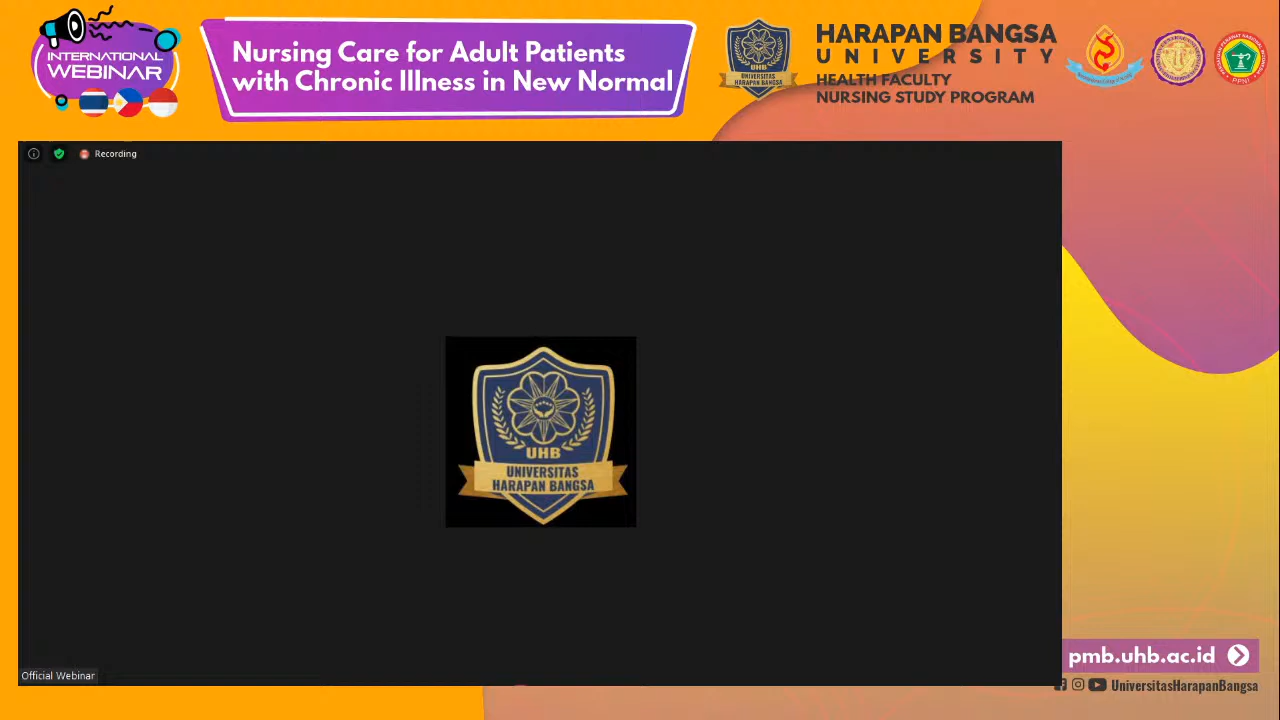 INTERNATIONAL
WEBINAR
Nursing Care for Adult Patients
with Chronic Illness in New Normal
UHB
UNIVERSITAS
HARAPAN BANGSA
HARAPAN BANGSA
UNIVERSITY
HEALTH FACULTY
NURSING STUDY PROGRAM
PPNI
Recording
UHB
UNIVERSITAS
HARAPAN BANGSA
Official Webinar
pmb.uhb.ac.id
UniversitasHarapanBangsa